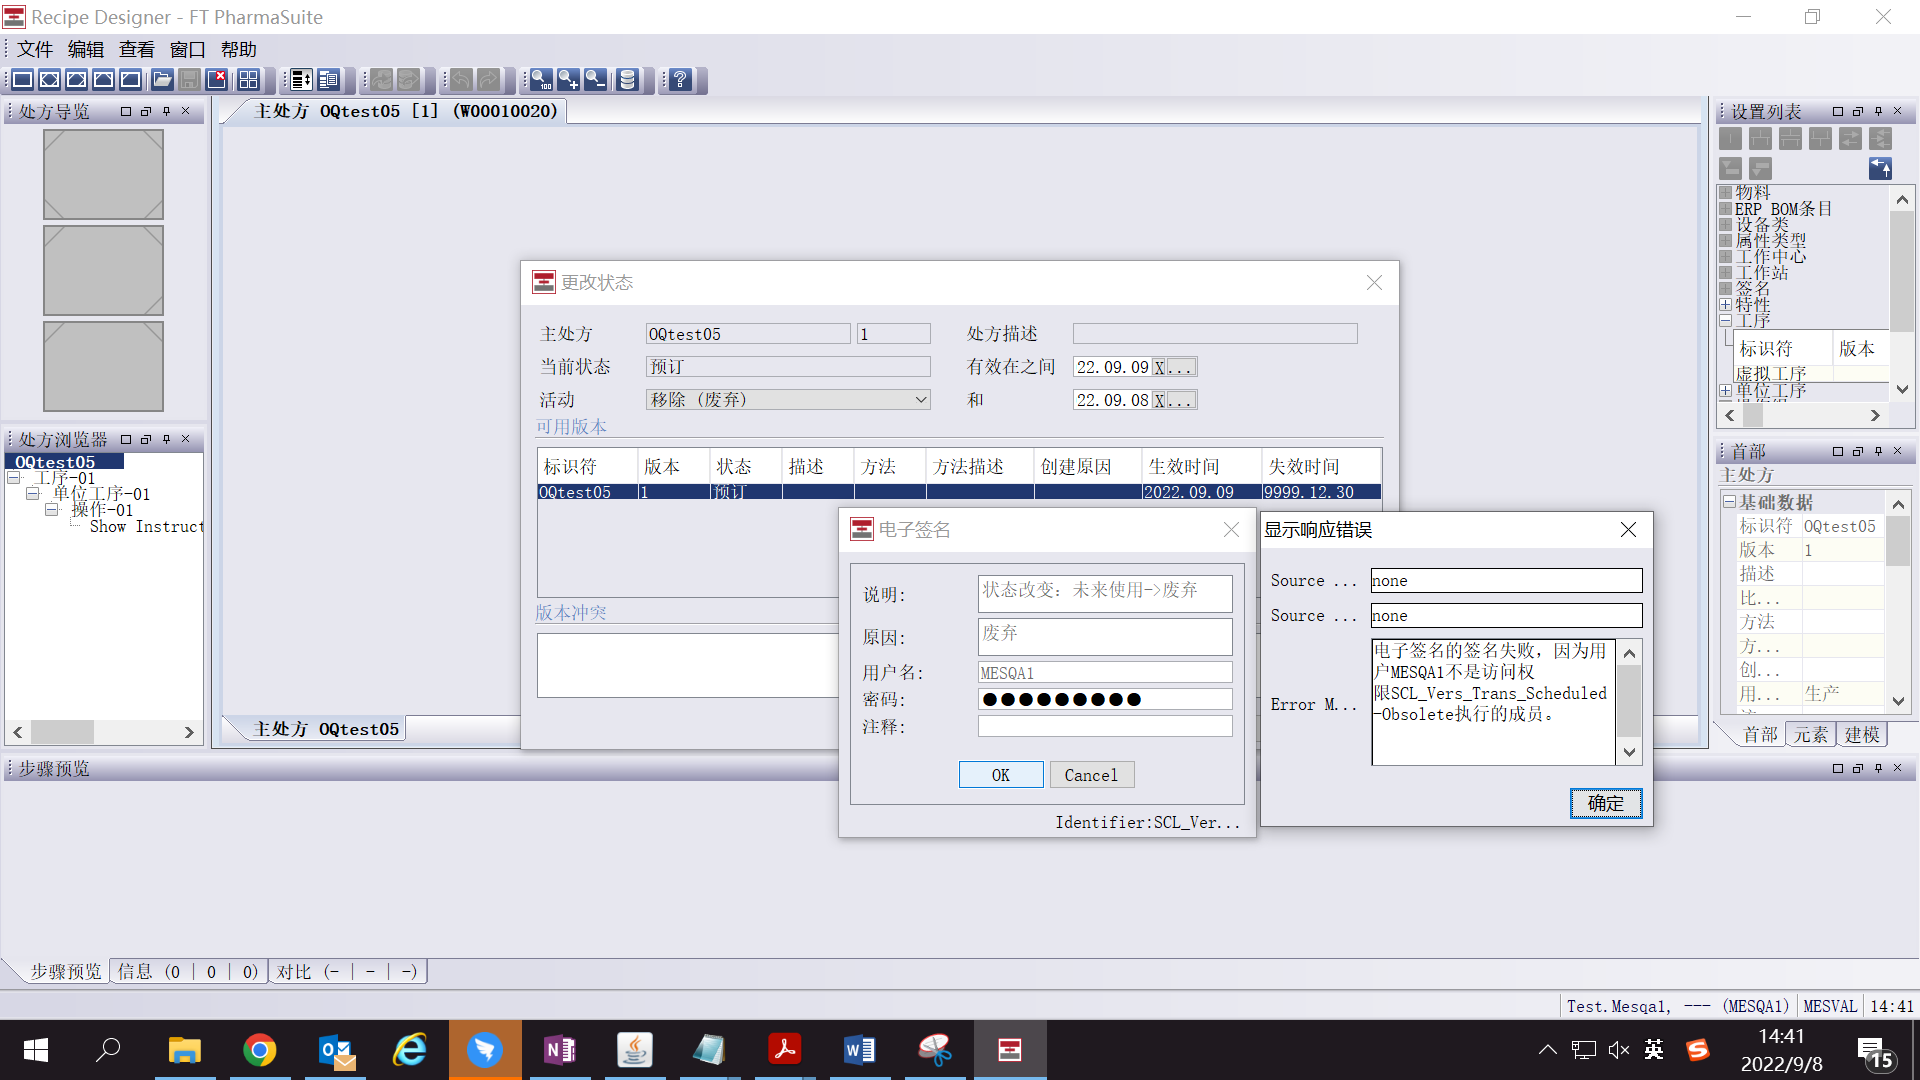 Recipe Designer - FT PharmaSuite
文件 编辑 查看 窗口 帮助
处方导览
主处方 OQtest05 [1] (W00010020)
设置列表
物料
ERP BOM条目
设备类
属性类型
工作中心
工作站
签名
特性
工序
标识符 版本
虚拟工序
单位工序
更改状态
主处方 OQtest05 1 处方描述
当前状态 预订 有效在之间 22.09.09 X ...
活动 移除 (废弃) 和 22.09.08 X ...
可用版本
标识符 版本 状态 描述 方法 方法描述 创建原因 生效时间 失效时间
OQtest05 1 预订 2022.09.09 9999.12.30
版本冲突
处方浏览器
OQtest05
工序-01
单位工序-01
操作-01
Show Instruct
主处方 OQtest05
电子签名
说明: 状态改变: 未来使用->废弃
原因: 废弃
用户名: MESQA1
密码: ●●●●●●●●●
注释:
OK Cancel
Identifier:SCL_Ver...
显示响应错误
Source ... none
Source ... none
Error M...
电子签名的签名失败, 因为用
户MESQA1不是访问权
限SCL_Vers_Trans_Scheduled
-Obsolete执行的成员。
确定
首部
主处方
基础数据
标识符 OQtest05
版本 1
描述
比...
方法
方...
创...
用... 生产
首部 元素 建模
步骤预览
步骤预览 信息 (0 | 0 | 0) 对比 (- | - | -)
Test.Mesqa1, --- (MESQA1) MESVAL 14:41
英
14:41
2022/9/8
15